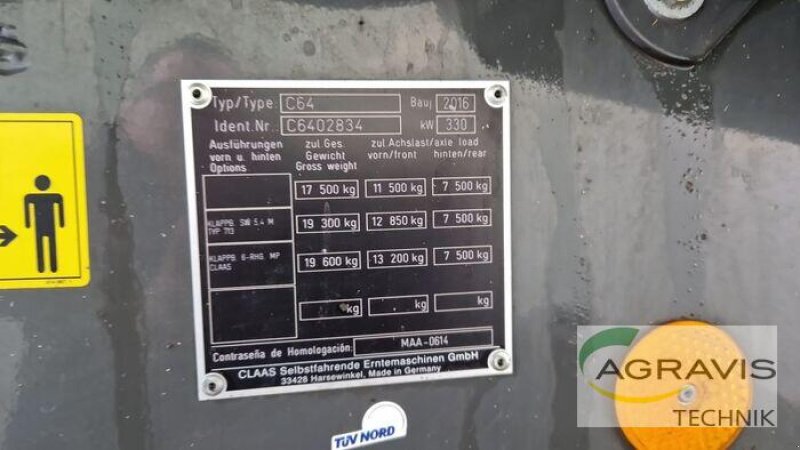 Typ/Type C64 Bauj 2016
Ident.Nr. C6402834 kW 330
Ausführungen zul Ges. zul Achslast/axle load
vorn u. hinten Gewicht vorn/front hinten/rear
Options Gross weight
17 500 kg 11 500 kg 7 500 kg
KLAPPB. SW 5.4 M
TYP 713
19 300 kg 12 850 kg 7 500 kg
KLAPPB. 6-RHG. MP
CLAAS
19 600 kg 13 200 kg 7 500 kg
kg kg kg
Contraseña de Homologación: MAA-0614
CLAAS Selbstfahrende Erntemaschinen GmbH
33428 Harsewinkel, Made in Germany
TÜV NORD
AGRAVIS
TECHNIK